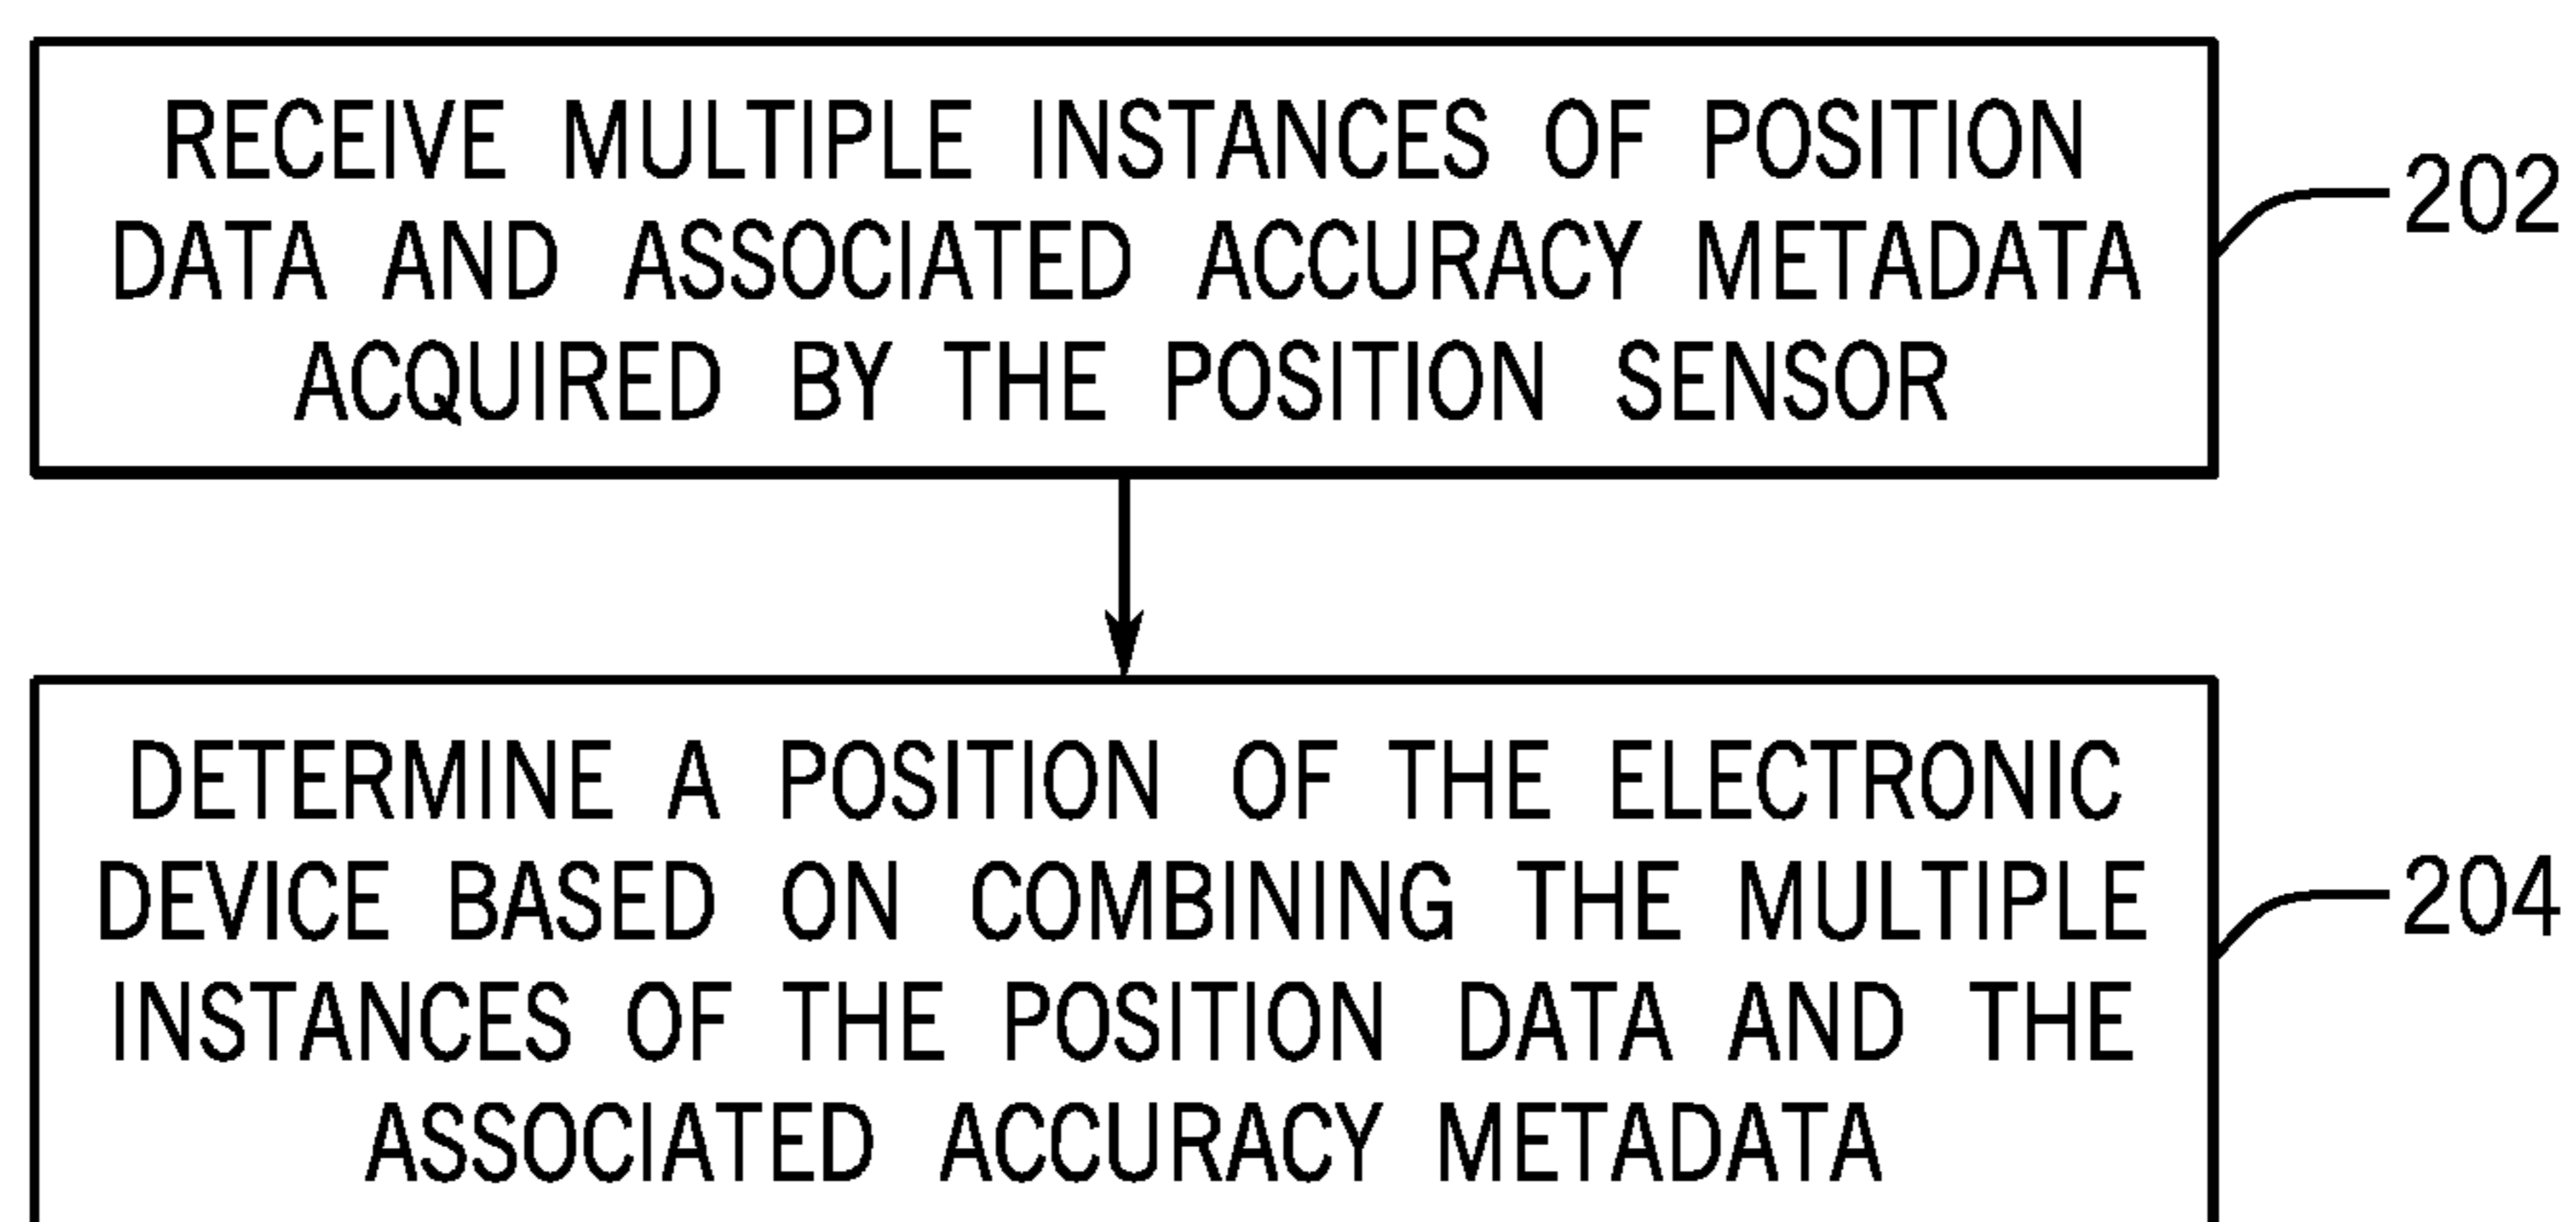 RECEIVE MULTIPLE INSTANCES OF POSITION
DATA AND ASSOCIATED ACCURACY METADATA
ACQUIRED BY THE POSITION SENSOR
202
DETERMINE A POSITION OF THE ELECTRONIC
DEVICE BASED ON COMBINING THE MULTIPLE
INSTANCES OF THE POSITION DATA AND THE
ASSOCIATED ACCURACY METADATA
204